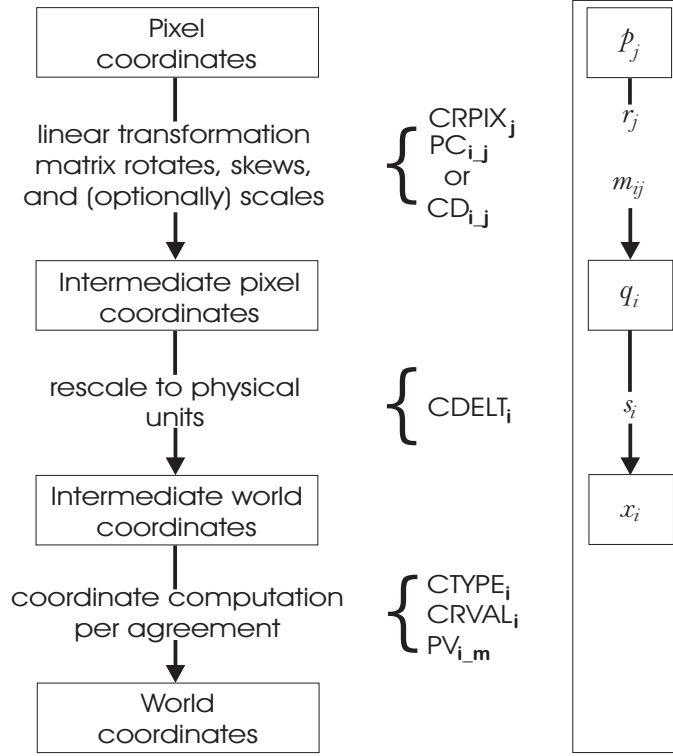 Pixel
coordinates
linear transformation
matrix rotates, skews,
and (optionally) scales
Intermediate pixel
coordinates
rescale to physical
units
Intermediate world
coordinates
coordinate computation
per agreement
World
coordinates
CRPIX_j
PC_i_j
or
CD_i_j
CDELT_i
CTYPE_i
CRVAL_i
PV_i_m
p_j
r_j
m_ij
q_i
s_i
x_i